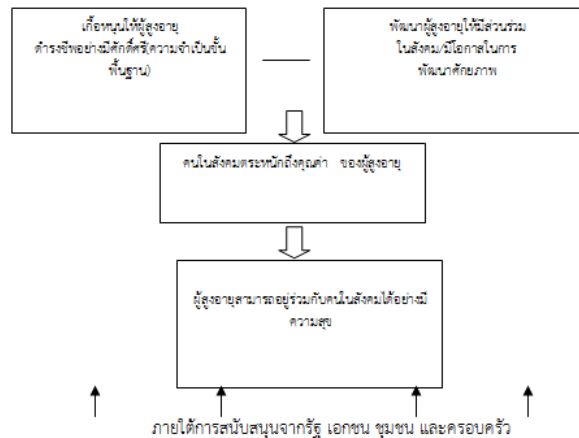 เกื้อหนุนให้ผู้สูงอายุ
ดำรงชีพอย่างมีศักดิ์ศรี(ความจำเป็นขั้น
พื้นฐาน)
พัฒนาผู้สูงอายุให้มีส่วนร่วม
ในสังคม/มีโอกาสในการ
พัฒนาศักยภาพ
คนในสังคมตระหนักถึงคุณค่า ของผู้สูงอายุ
ผู้สูงอายุสามารถอยู่ร่วมกับคนในสังคมได้อย่างมี
ความสุข
ภายใต้การสนับสนุนจากรัฐ เอกชน ชุมชน และครอบครัว